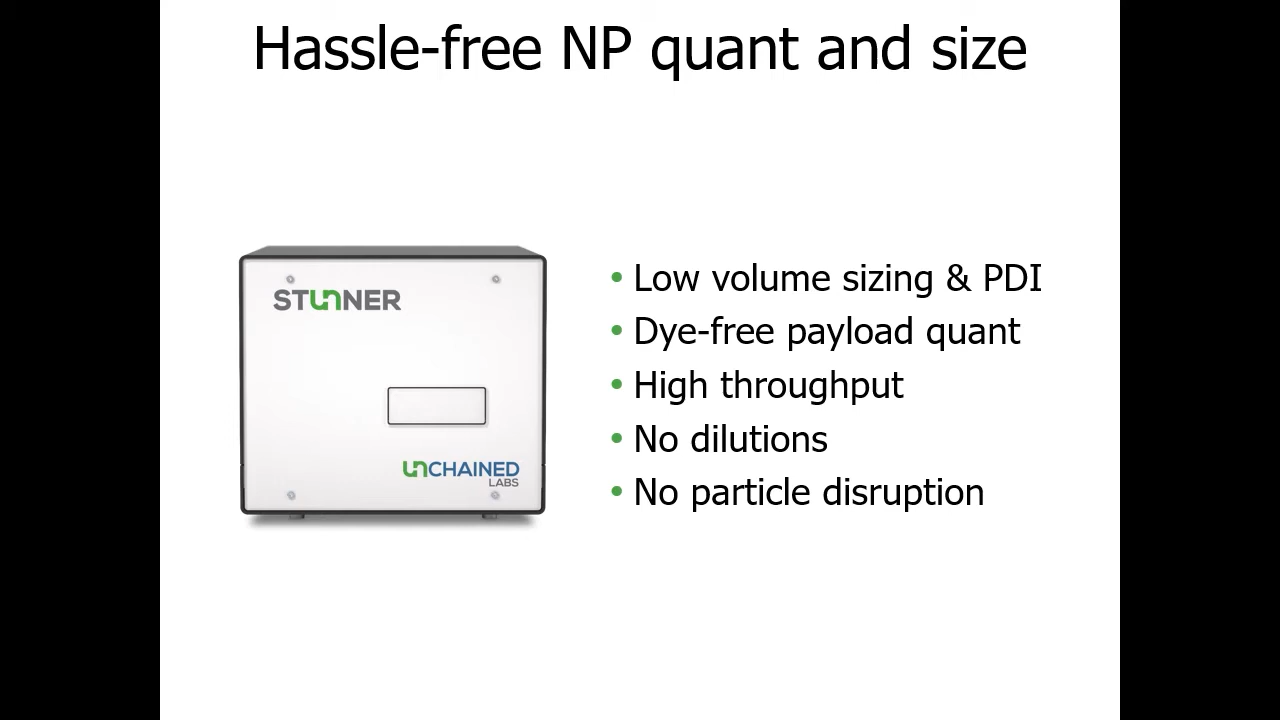 Hassle-free NP quant and size
STUNNER
UNCHAINED
LABS
• Low volume sizing & PDI
• Dye-free payload quant
• High throughput
• No dilutions
• No particle disruption